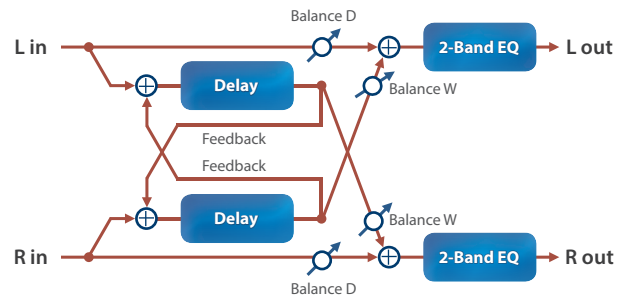 Balance D
L in
2-Band EQ
L out
Delay
Balance W
Feedback
Feedback
Delay
Balance W
R in
2-Band EQ
R out
Balance D